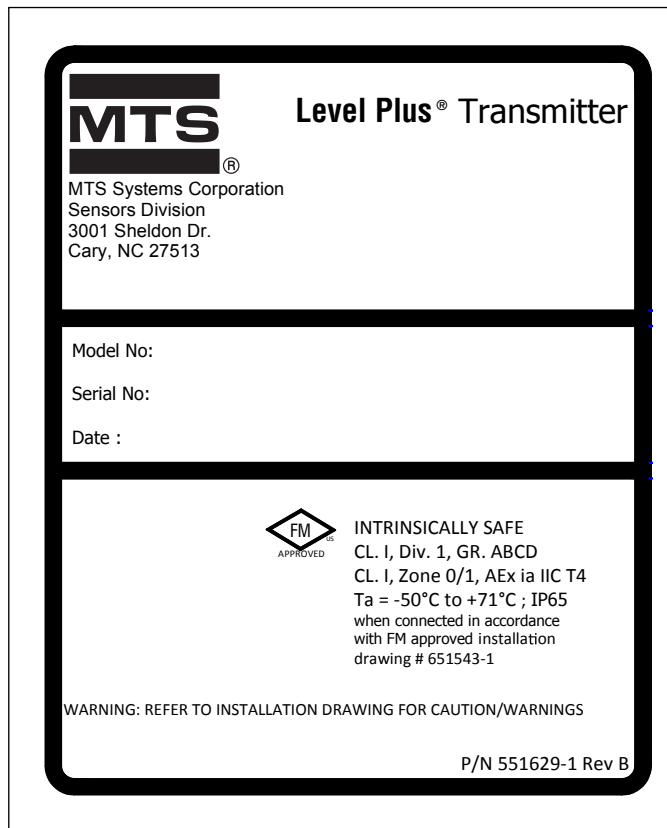 MTS
®
Level Plus® Transmitter
MTS Systems Corporation
Sensors Division
3001 Sheldon Dr.
Cary, NC 27513
Model No:
Serial No:
Date :
FM
us
APPROVED
INTRINSICALLY SAFE
CL. I, Div. 1, GR. ABCD
CL. I, Zone 0/1, AEx ia IIC T4
Ta = -50°C to +71°C ; IP65
when connected in accordance
with FM approved installation
drawing # 651543-1
WARNING: REFER TO INSTALLATION DRAWING FOR CAUTION/WARNINGS
P/N 551629-1 Rev B